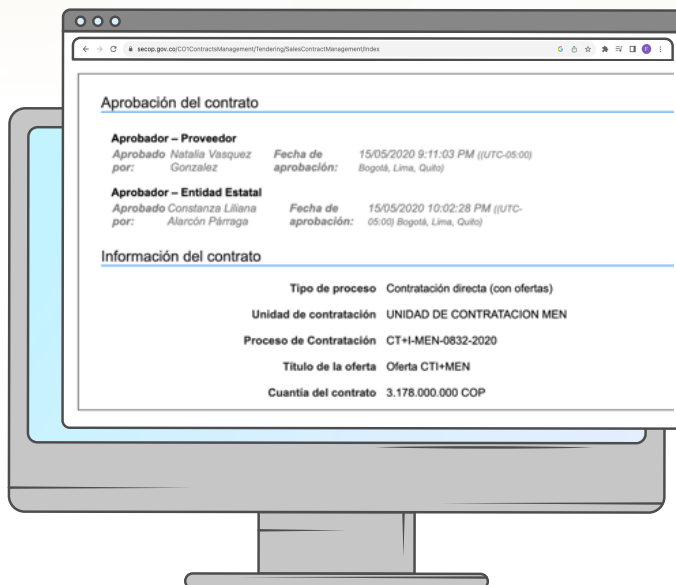 secop.gov.co/CO1ContractsManagement/Tendering/SalesContractManagement/Index
Aprobación del contrato
Aprobador – Proveedor
Aprobado por: Natalia Vasquez Gonzalez Fecha de aprobación: 15/05/2020 9:11:03 PM ((UTC-05:00) Bogotá, Lima, Quito)
Aprobador – Entidad Estatal
Aprobado por: Constanza Liliana Alarcón Párraga Fecha de aprobación: 15/05/2020 10:02:28 PM ((UTC-05:00) Bogotá, Lima, Quito)
Información del contrato
Tipo de proceso Contratación directa (con ofertas)
Unidad de contratación UNIDAD DE CONTRATACION MEN
Proceso de Contratación CT+I-MEN-0832-2020
Título de la oferta Oferta CTI+MEN
Cuantía del contrato 3.178.000.000 COP